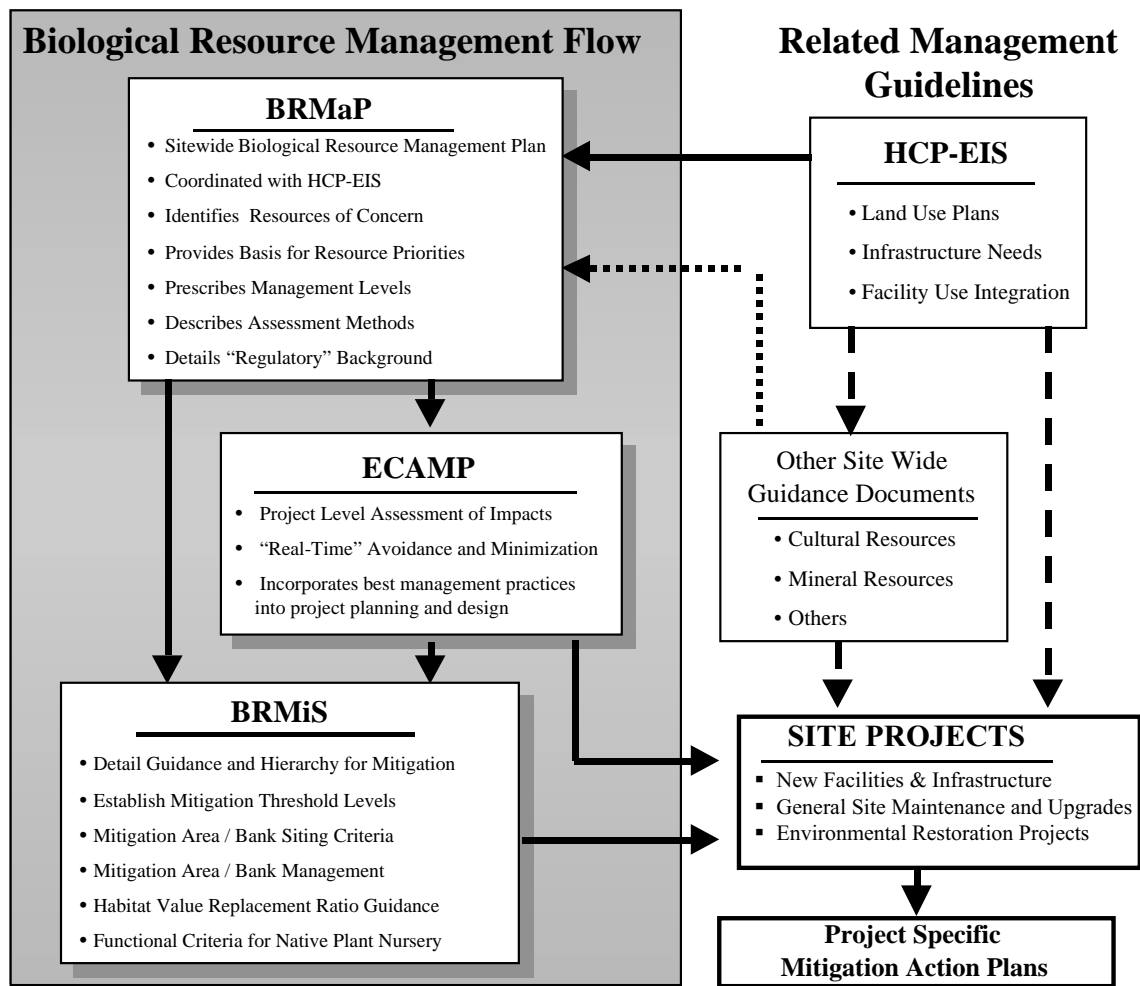 Biological Resource Management Flow
BRMaP
• Sitewide Biological Resource Management Plan
• Coordinated with HCP-EIS
• Identifies Resources of Concern
• Provides Basis for Resource Priorities
• Prescribes Management Levels
• Describes Assessment Methods
• Details “Regulatory” Background
ECAMP
• Project Level Assessment of Impacts
• “Real-Time” Avoidance and Minimization
• Incorporates best management practices
into project planning and design
BRMiS
• Detail Guidance and Hierarchy for Mitigation
• Establish Mitigation Threshold Levels
• Mitigation Area / Bank Siting Criteria
• Mitigation Area / Bank Management
• Habitat Value Replacement Ratio Guidance
• Functional Criteria for Native Plant Nursery
Related Management
Guidelines
HCP-EIS
• Land Use Plans
• Infrastructure Needs
• Facility Use Integration
Other Site Wide
Guidance Documents
• Cultural Resources
• Mineral Resources
• Others
SITE PROJECTS
▪ New Facilities & Infrastructure
▪ General Site Maintenance and Upgrades
▪ Environmental Restoration Projects
Project Specific
Mitigation Action Plans